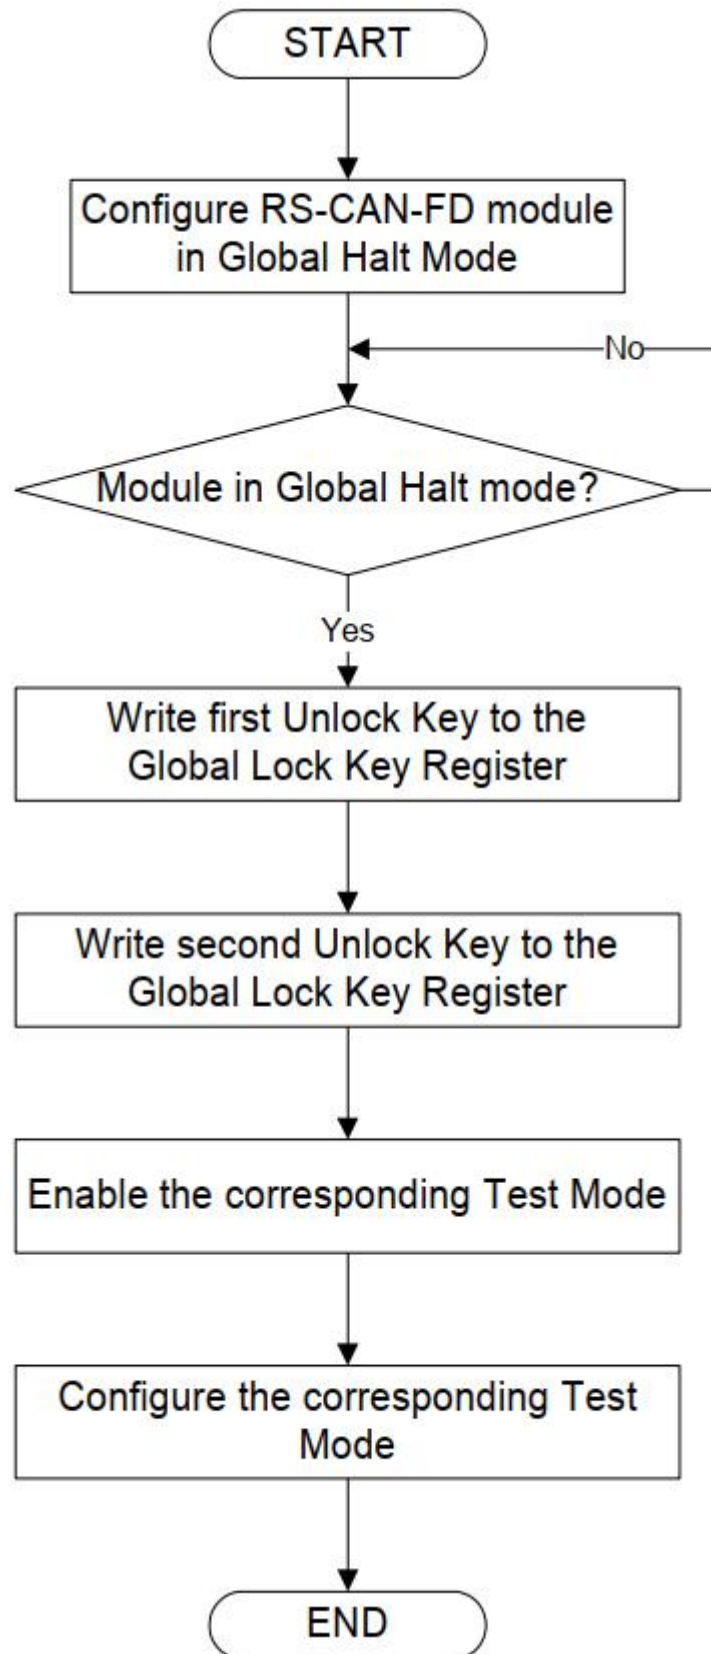 START
Configure RS-CAN-FD module
in Global Halt Mode
No
Module in Global Halt mode?
Yes
Write first Unlock Key to the
Global Lock Key Register
Write second Unlock Key to the
Global Lock Key Register
Enable the corresponding Test Mode
Configure the corresponding Test
Mode
END